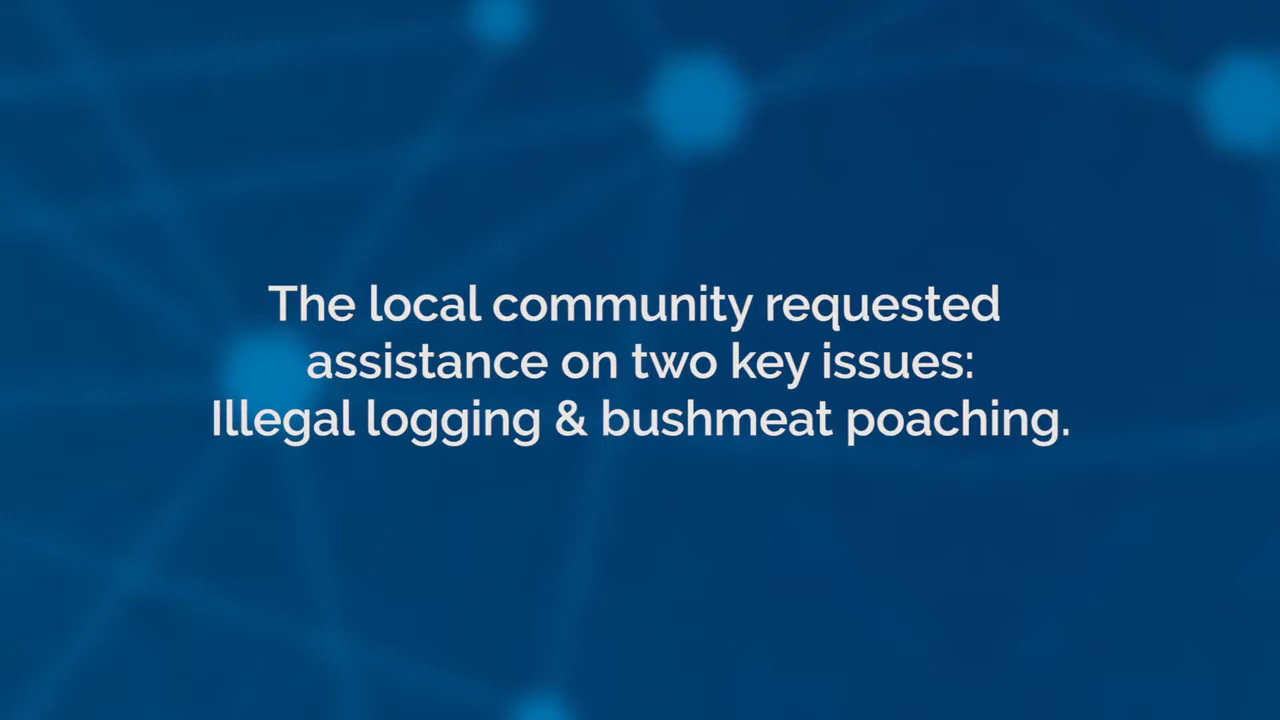 The local community requested
assistance on two key issues:
Illegal logging & bushmeat poaching.